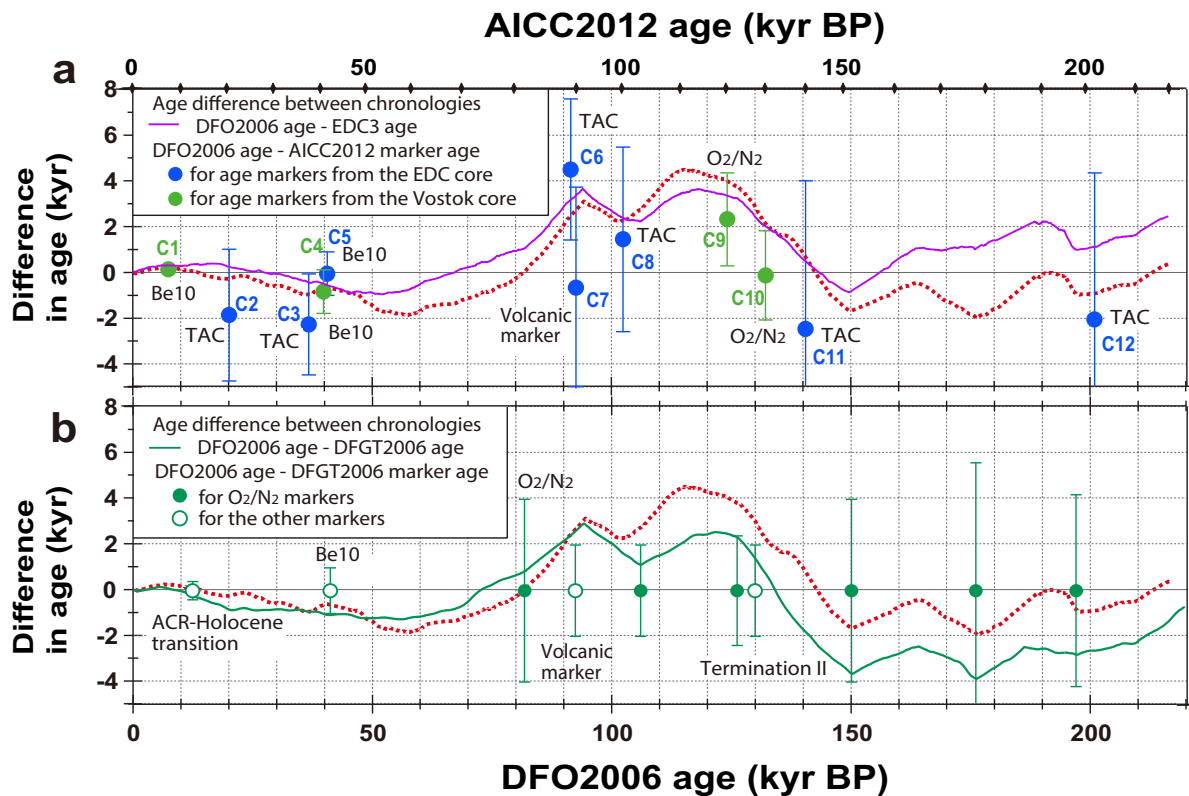 AICC2012 age (kyr BP)
a
0 50 100 150 200
8
6
4
2
0
-2
-4
Difference
in age (kyr)
Age difference between chronologies
DFO2006 age - EDC3 age
DFO2006 age - AICC2012 marker age
for age markers from the EDC core
for age markers from the Vostok core
C1
Be10
C2
TAC
C3
TAC
C4
Be10
C5
Be10
TAC
C6
C7
Volcanic
marker
TAC
C8
O2/N2
C9
C10
O2/N2
TAC
C11
TAC
C12
b
8
6
4
2
0
-2
-4
Difference
in age (kyr)
Age difference between chronologies
DFO2006 age - DFGT2006 age
DFO2006 age - DFGT2006 marker age
for O2/N2 markers
for the other markers
O2/N2
Be10
ACR-Holocene
transition
Volcanic
marker
Termination II
0 50 100 150 200
DFO2006 age (kyr BP)